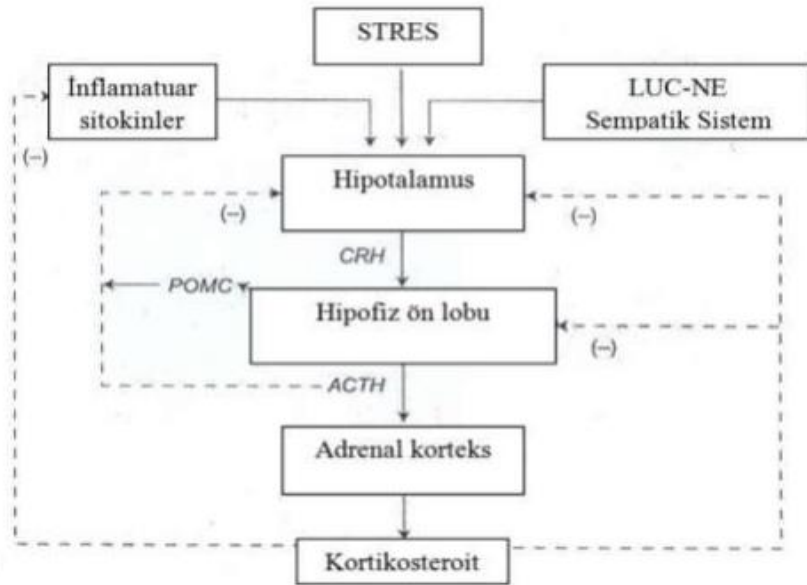 STRES
İnflamatuar
sitokinler
LUC-NE
Sempatik Sistem
(--)
Hipotalamus
(--)
(--)
CRH
POMC
Hipofiz ön lobu
(--)
ACTH
Adrenal korteks
Kortikosteroit